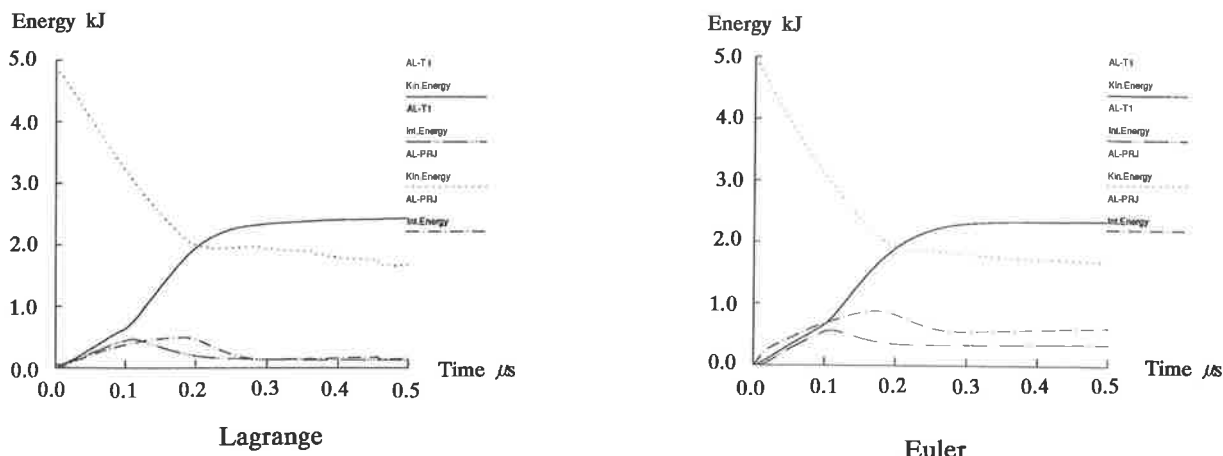 Energy kJ
5.0
4.0
3.0
2.0
1.0
0.0
0.0 0.1 0.2 0.3 0.4 0.5
Time μs
AL-T1
Kin.Energy
AL-T1
Int.Energy
AL-PRJ
Kin.Energy
AL-PRJ
Int.Energy
Lagrange
Energy kJ
5.0
4.0
3.0
2.0
1.0
0.0
0.0 0.1 0.2 0.3 0.4 0.5
Time μs
AL-T1
Kin.Energy
AL-T1
Int.Energy
AL-PRJ
Kin.Energy
AL-PRJ
Int.Energy
Euler